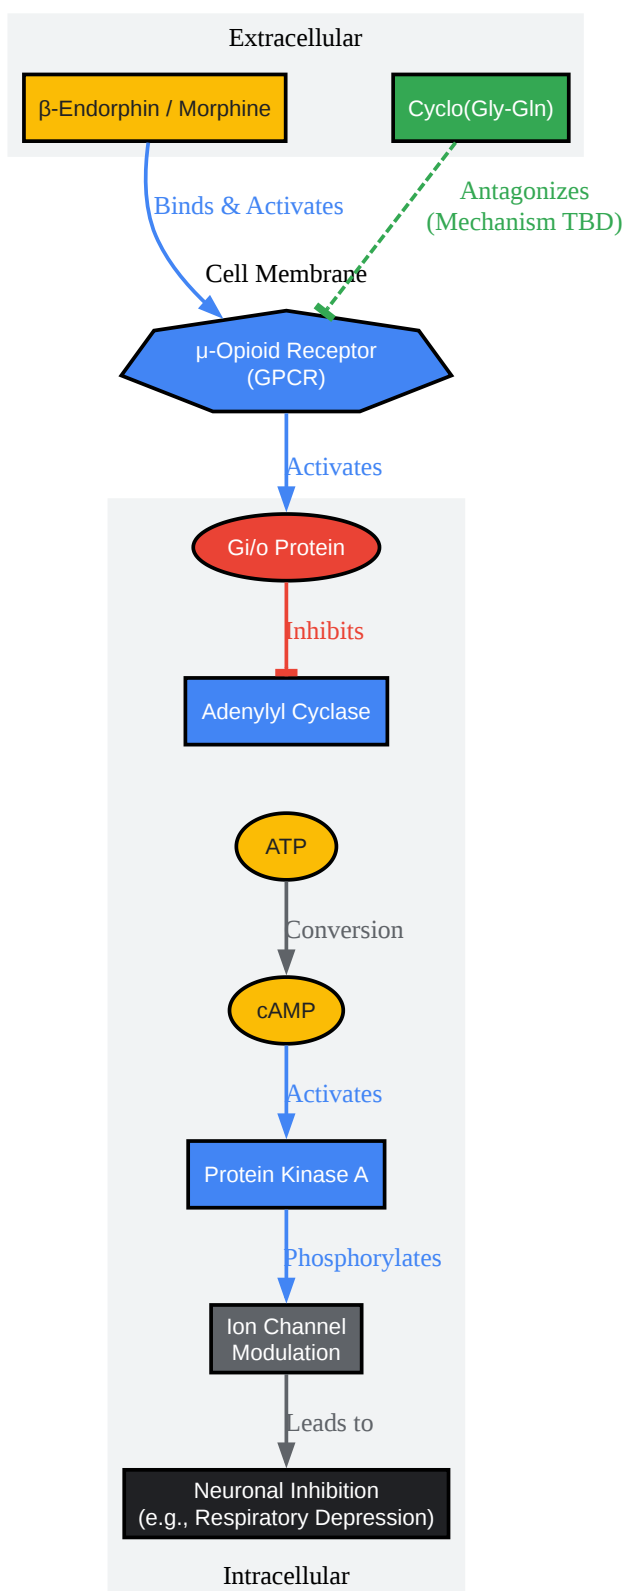 Extracellular
β-Endorphin / Morphine
Cyclo(Gly-Gln)
Binds & Activates
Antagonizes
(Mechanism TBD)
Cell Membrane
μ-Opioid Receptor
(GPCR)
Activates
Gi/o Protein
Inhibits
Adenylyl Cyclase
ATP
Conversion
cAMP
Activates
Protein Kinase A
Phosphorylates
Ion Channel
Modulation
Leads to
Neuronal Inhibition
(e.g., Respiratory Depression)
Intracellular